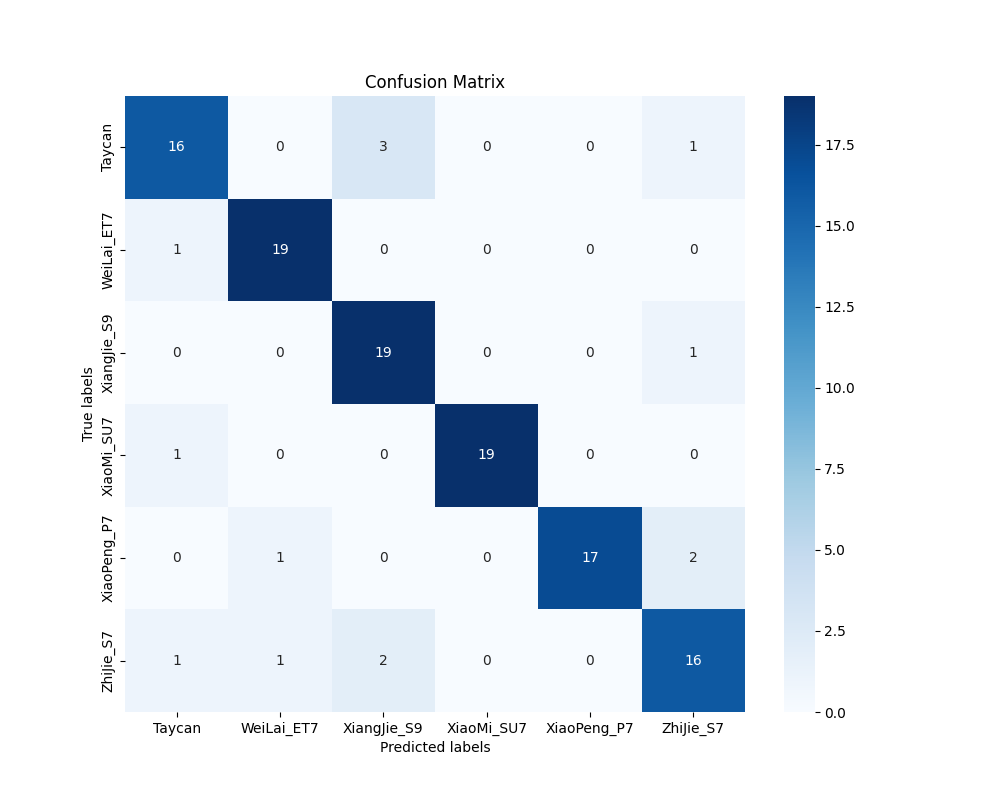 Confusion Matrix
True labels
Taycan 16 0 3 0 0 1
WeiLai_ET7 1 19 0 0 0 0
XiangJie_S9 0 0 19 0 0 1
XiaoMi_SU7 1 0 0 19 0 0
XiaoPeng_P7 0 1 0 0 17 2
ZhiJie_S7 1 1 2 0 0 16
Taycan WeiLai_ET7 XiangJie_S9 XiaoMi_SU7 XiaoPeng_P7 ZhiJie_S7
Predicted labels
17.5
15.0
12.5
10.0
7.5
5.0
2.5
0.0